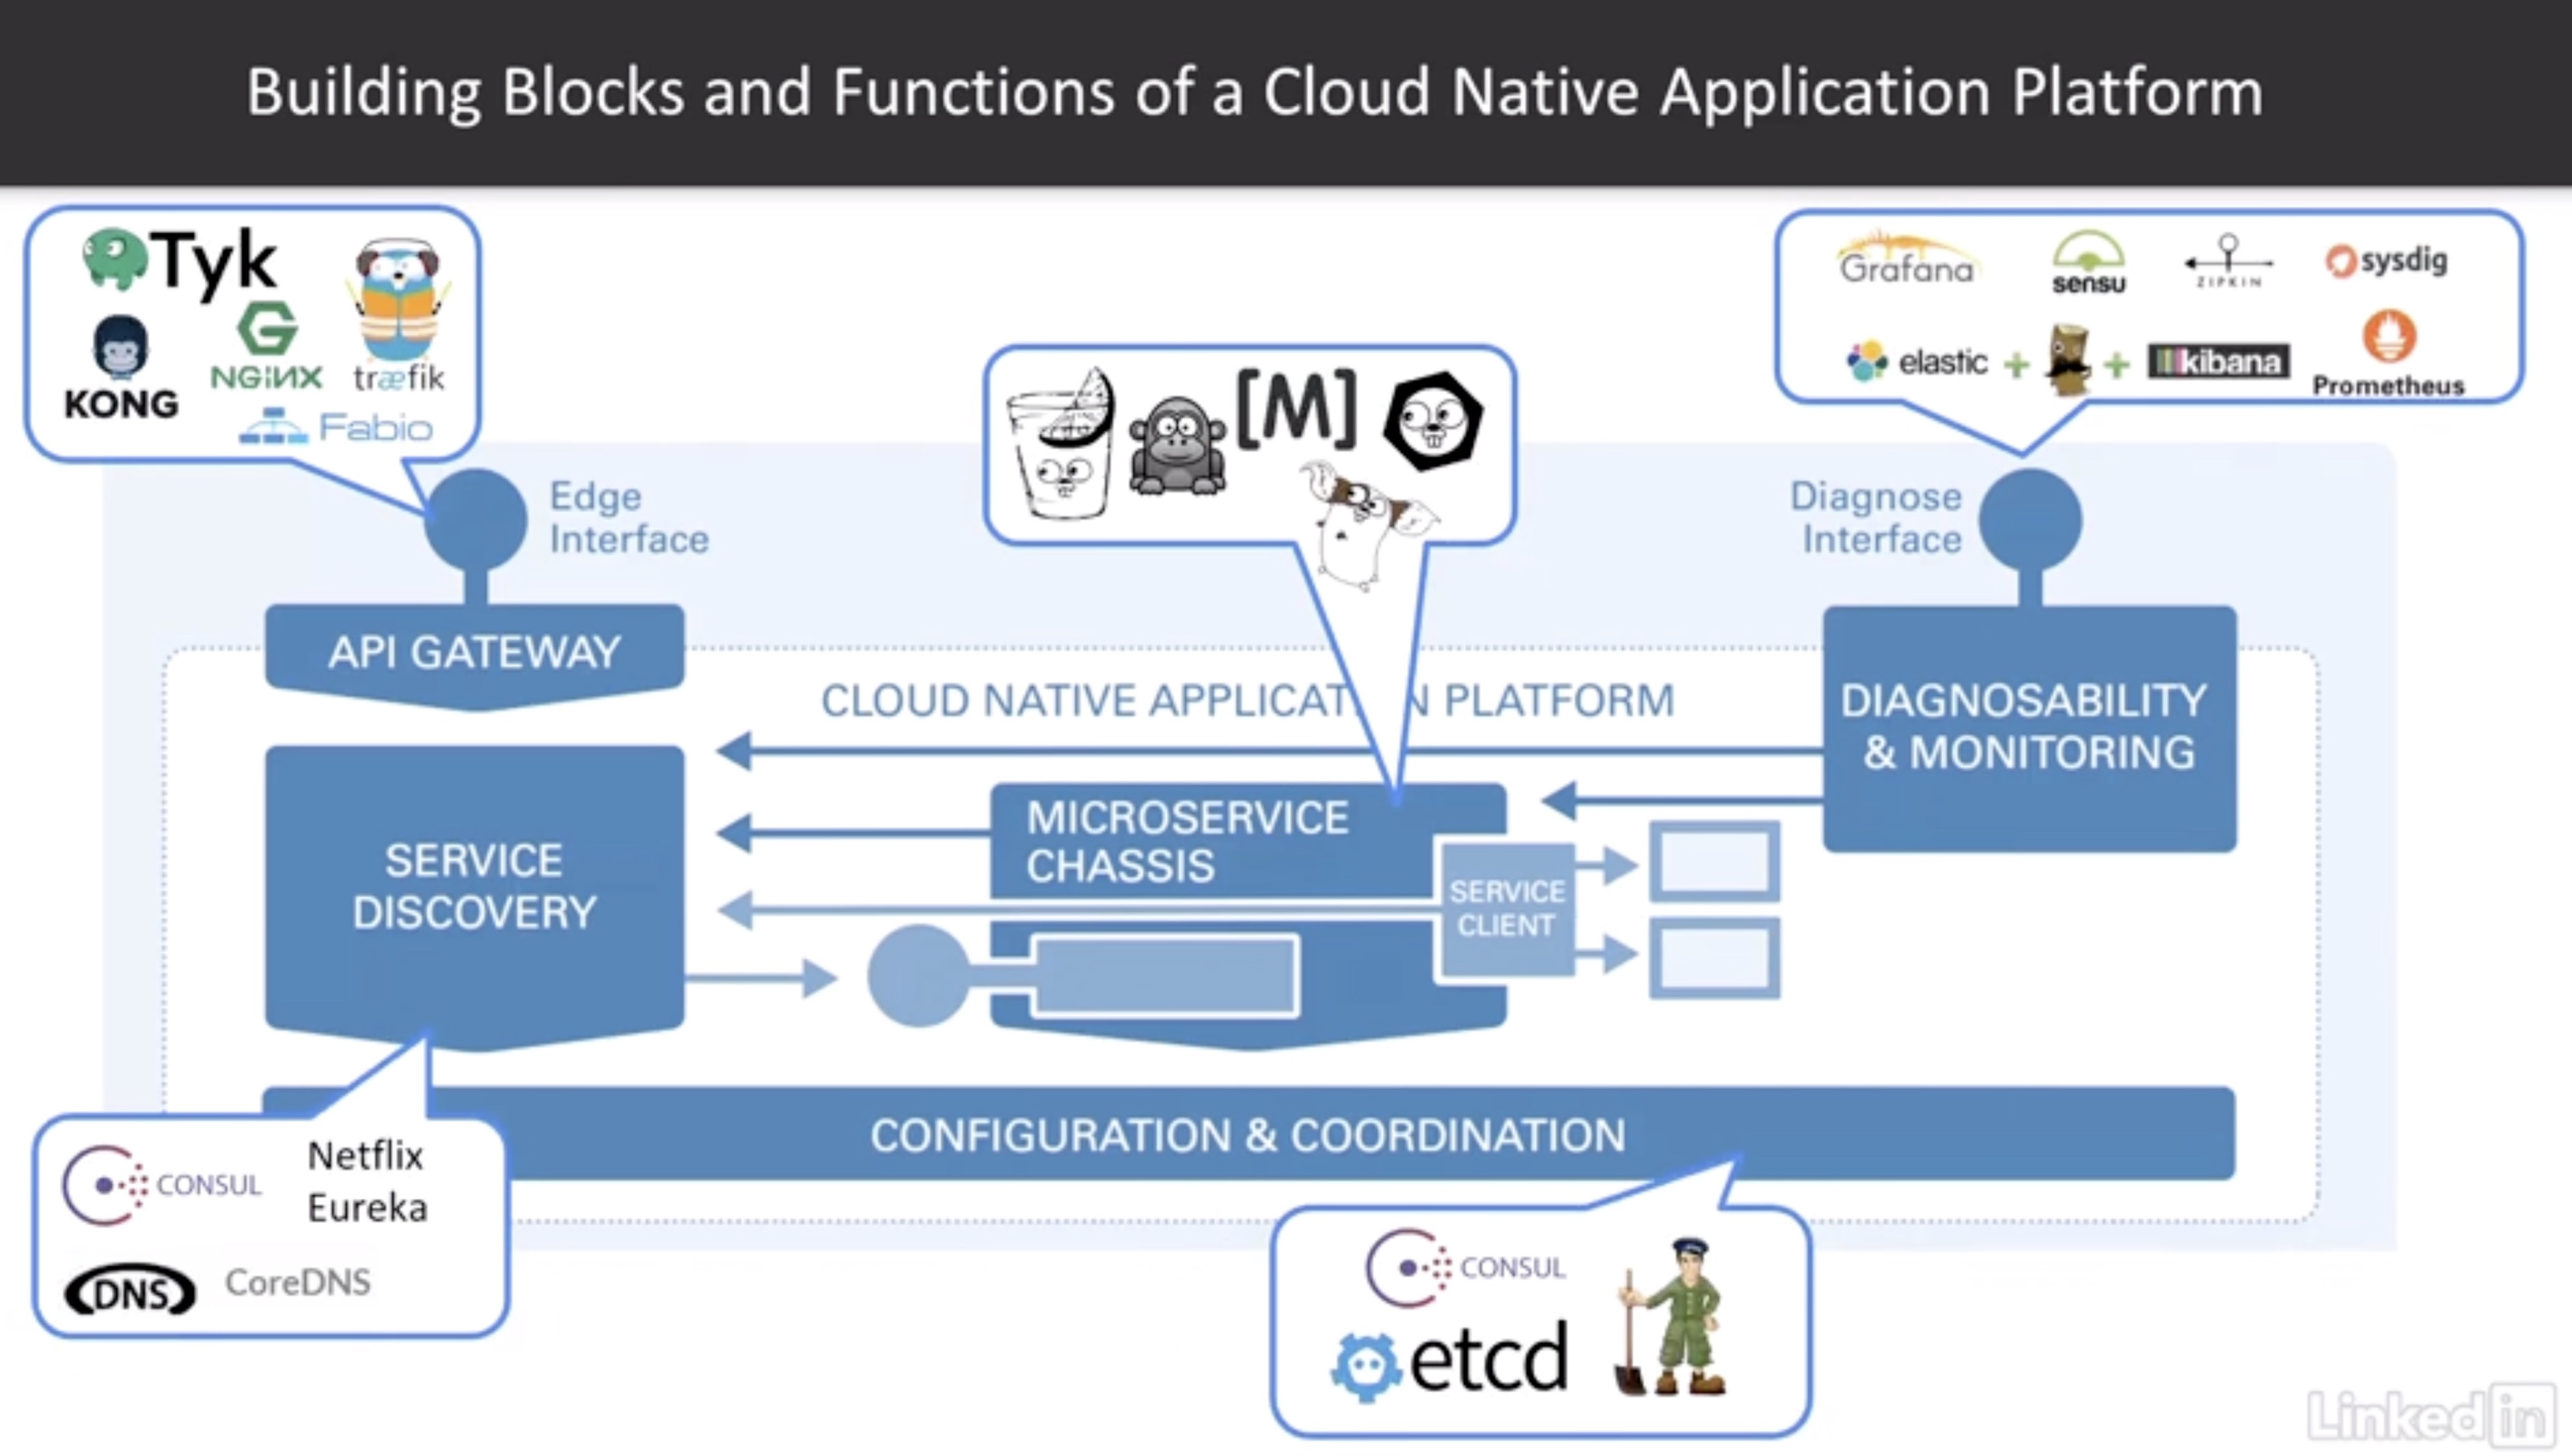 Building Blocks and Functions of a Cloud Native Application Platform
Tyk
KONG
NGiNX
træfik
Fabio
Grafana
sensu
ZIPKIN
sysdig
elastic + + kibana
Prometheus
[M]
Edge
Interface
Diagnose
Interface
API GATEWAY
CLOUD NATIVE APPLICAT N PLATFORM
DIAGNOSABILITY
& MONITORING
SERVICE
DISCOVERY
MICROSERVICE
CHASSIS
SERVICE
CLIENT
CONFIGURATION & COORDINATION
CONSUL
Netflix
Eureka
DNS
CoreDNS
CONSUL
etcd
Linked in